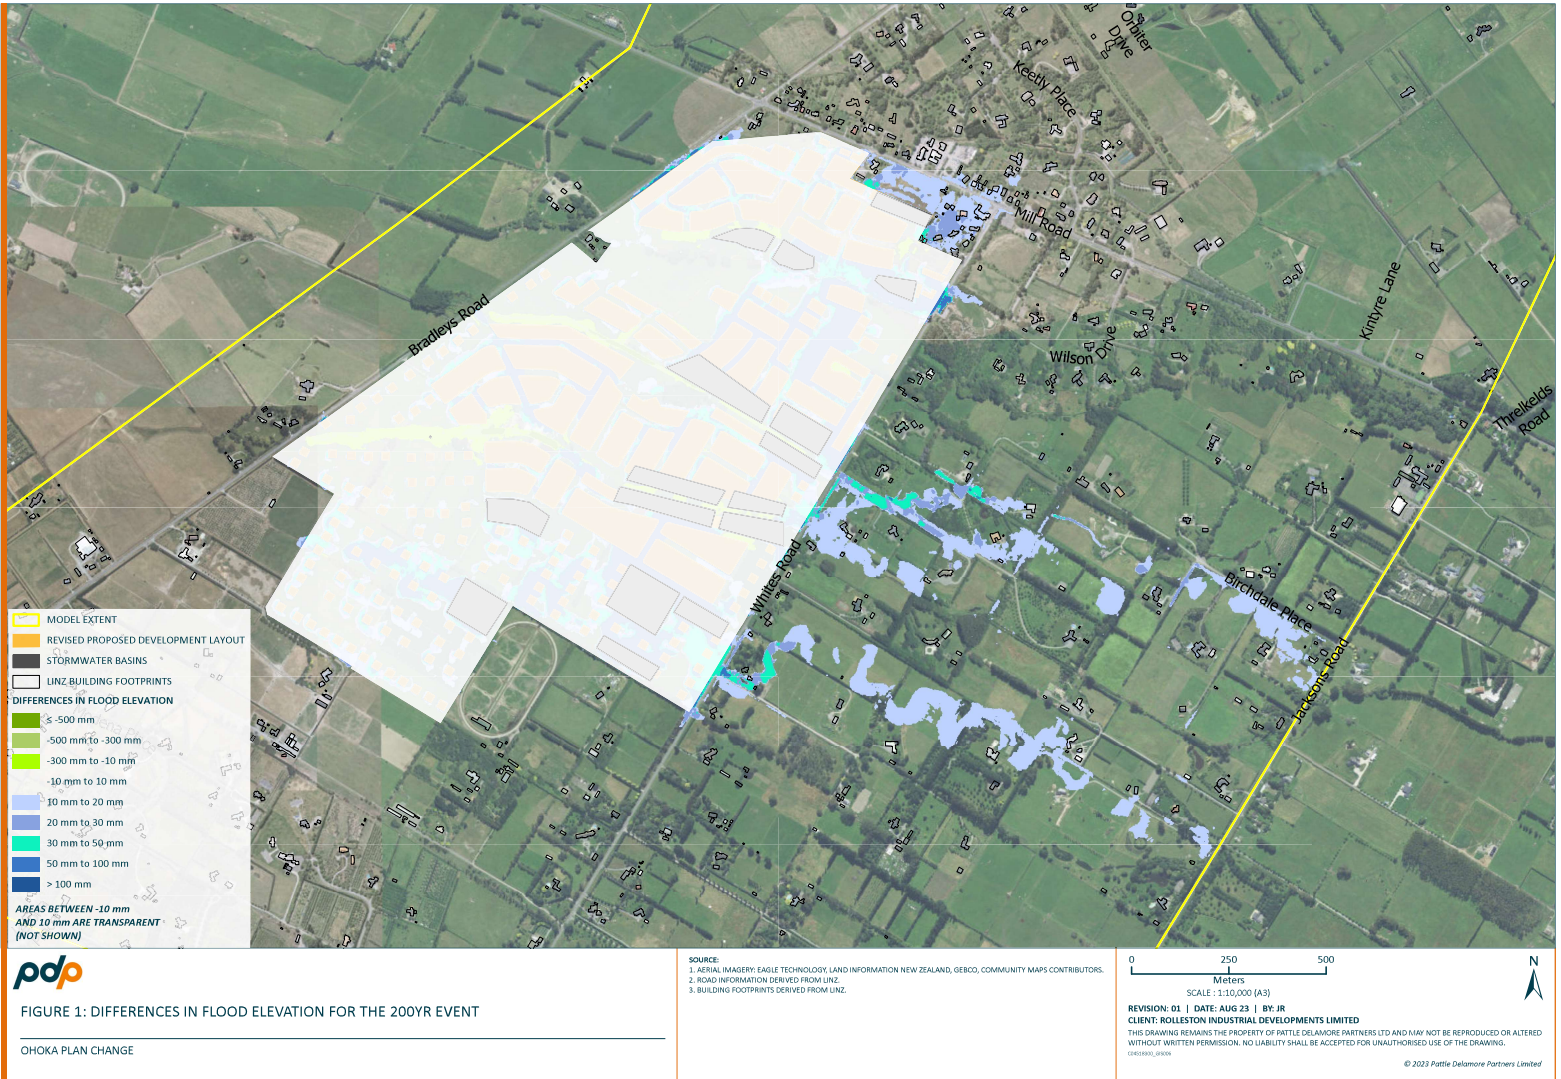 Orbiter
Drive
Keetly Place
Mill Road
Bradleys Road
Kintyre Lane
Wilson Drive
Threlkelds
Road
Whites Road
Birchdale Place
Jacksons Road
MODEL EXTENT
REVISED PROPOSED DEVELOPMENT LAYOUT
STORMWATER BASINS
LINZ BUILDING FOOTPRINTS
DIFFERENCES IN FLOOD ELEVATION
≤ -500 mm
-500 mm to -300 mm
-300 mm to -10 mm
-10 mm to 10 mm
10 mm to 20 mm
20 mm to 30 mm
30 mm to 50 mm
50 mm to 100 mm
> 100 mm
AREAS BETWEEN -10 mm
AND 10 mm ARE TRANSPARENT
(NOT SHOWN)
pdp
FIGURE 1: DIFFERENCES IN FLOOD ELEVATION FOR THE 200YR EVENT
OHOKA PLAN CHANGE
SOURCE:
1. AERIAL IMAGERY: EAGLE TECHNOLOGY, LAND INFORMATION NEW ZEALAND, GEBCO, COMMUNITY MAPS CONTRIBUTORS.
2. ROAD INFORMATION DERIVED FROM LINZ.
3. BUILDING FOOTPRINTS DERIVED FROM LINZ.
0 250 500
Meters
SCALE : 1:10,000 (A3)
N
REVISION: 01 | DATE: AUG 23 | BY: JR
CLIENT: ROLLESTON INDUSTRIAL DEVELOPMENTS LIMITED
THIS DRAWING REMAINS THE PROPERTY OF PATTLE DELAMORE PARTNERS LTD AND MAY NOT BE REPRODUCED OR ALTERED
WITHOUT WRITTEN PERMISSION. NO LIABILITY SHALL BE ACCEPTED FOR UNAUTHORISED USE OF THE DRAWING.
© 2023 Pattle Delamore Partners Limited